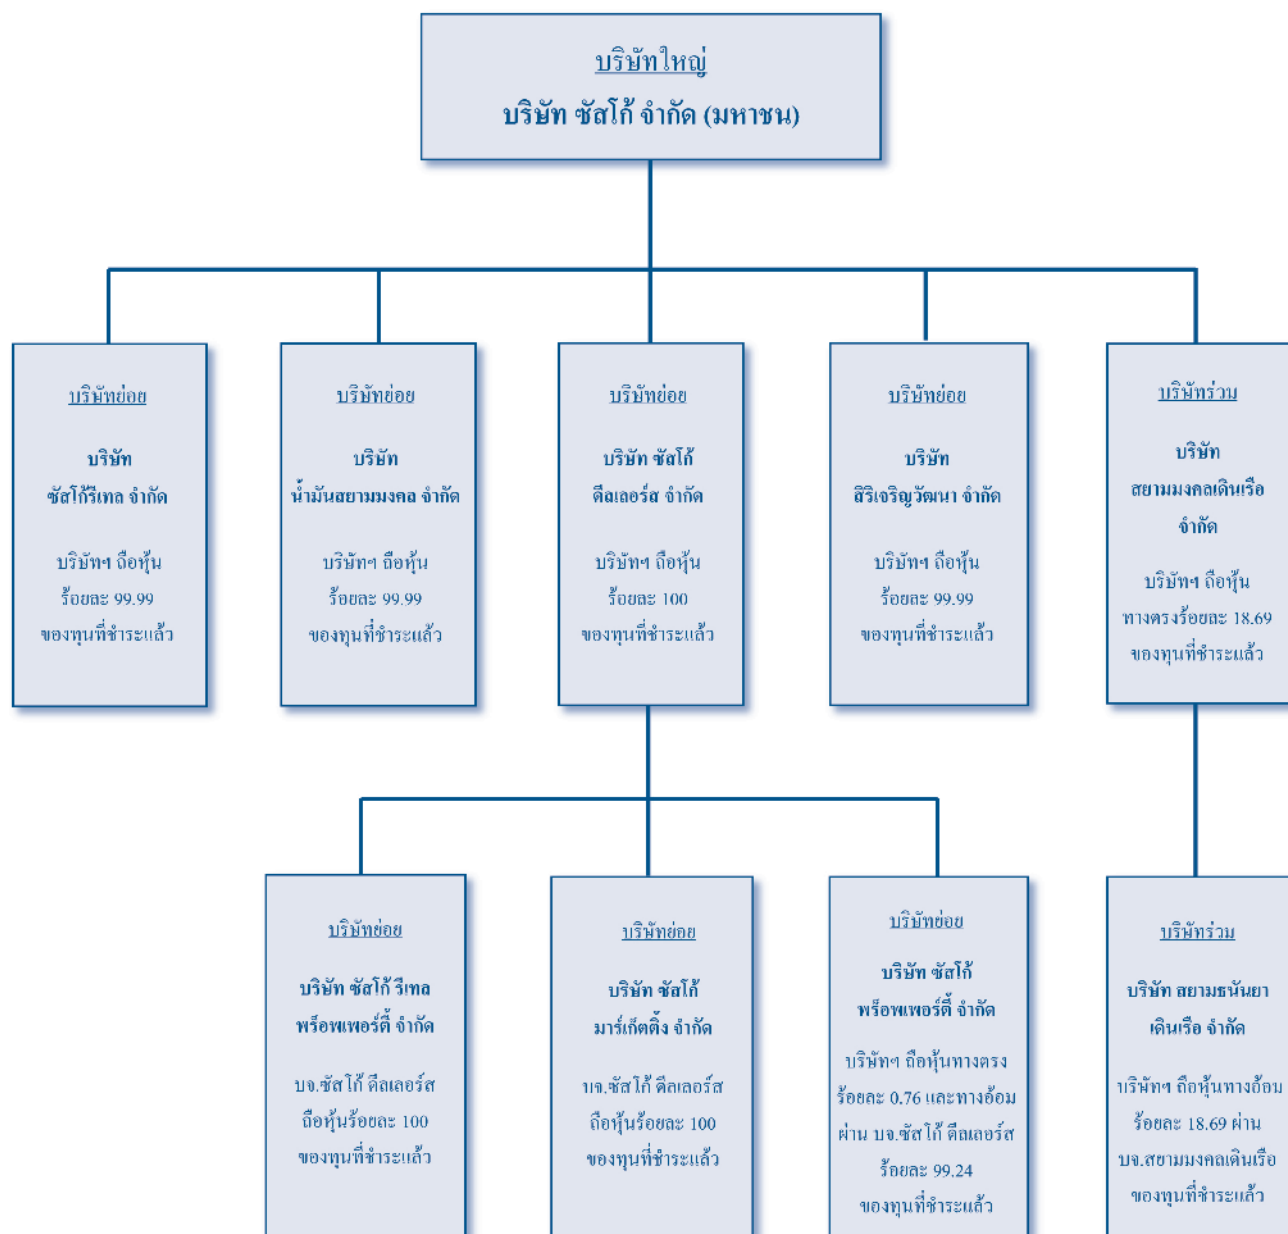 บริษัทใหญ่
บริษัท ซัสโก้ จำกัด (มหาชน)
บริษัทย่อย
บริษัท
ซัสโก้รีเทล จำกัด
บริษัทฯ ถือหุ้น
ร้อยละ 99.99
ของทุนที่ชำระแล้ว
บริษัทย่อย
บริษัท
น้ำมันสยามมงคล จำกัด
บริษัทฯ ถือหุ้น
ร้อยละ 99.99
ของทุนที่ชำระแล้ว
บริษัทย่อย
บริษัท ซัสโก้
ดีลเลอร์ส จำกัด
บริษัทฯ ถือหุ้น
ร้อยละ 100
ของทุนที่ชำระแล้ว
บริษัทย่อย
บริษัท
สิริเจริญวัฒนา จำกัด
บริษัทฯ ถือหุ้น
ร้อยละ 99.99
ของทุนที่ชำระแล้ว
บริษัทร่วม
บริษัท
สยามมงคลเดินเรือ
จำกัด
บริษัทฯ ถือหุ้น
ทางตรงร้อยละ 18.69
ของทุนที่ชำระแล้ว
บริษัทย่อย
บริษัท ซัสโก้ รีเทล
พร็อพเพอร์ตี้ จำกัด
บจ.ซัสโก้ ดีลเลอร์ส
ถือหุ้นร้อยละ 100
ของทุนที่ชำระแล้ว
บริษัทย่อย
บริษัท ซัสโก้
มาร์เก็ตติ้ง จำกัด
บจ.ซัสโก้ ดีลเลอร์ส
ถือหุ้นร้อยละ 100
ของทุนที่ชำระแล้ว
บริษัทย่อย
บริษัท ซัสโก้
พร็อพเพอร์ตี้ จำกัด
บริษัทฯ ถือหุ้นทางตรง
ร้อยละ 0.76 และทางอ้อม
ผ่าน บจ.ซัสโก้ ดีลเลอร์ส
ร้อยละ 99.24
ของทุนที่ชำระแล้ว
บริษัทร่วม
บริษัท สยามธนันยา
เดินเรือ จำกัด
บริษัทฯ ถือหุ้นทางอ้อม
ร้อยละ 18.69 ผ่าน
บจ.สยามมงคลเดินเรือ
ของทุนที่ชำระแล้ว